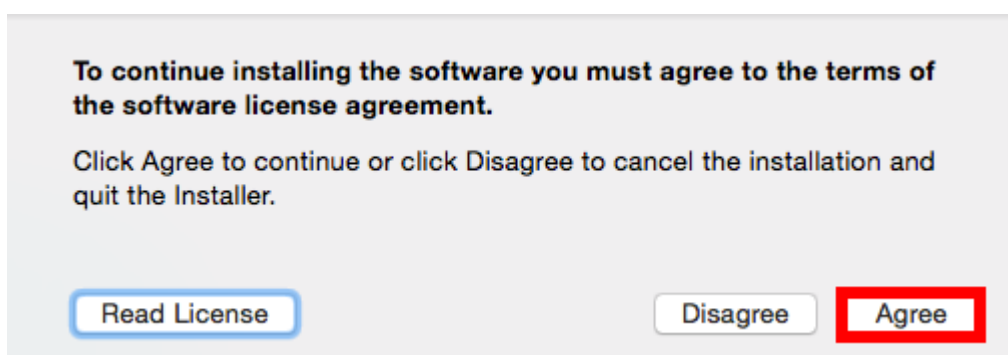 To continue installing the software you must agree to the terms of
the software license agreement.
Click Agree to continue or click Disagree to cancel the installation and
quit the Installer.
Read License
Disagree
Agree